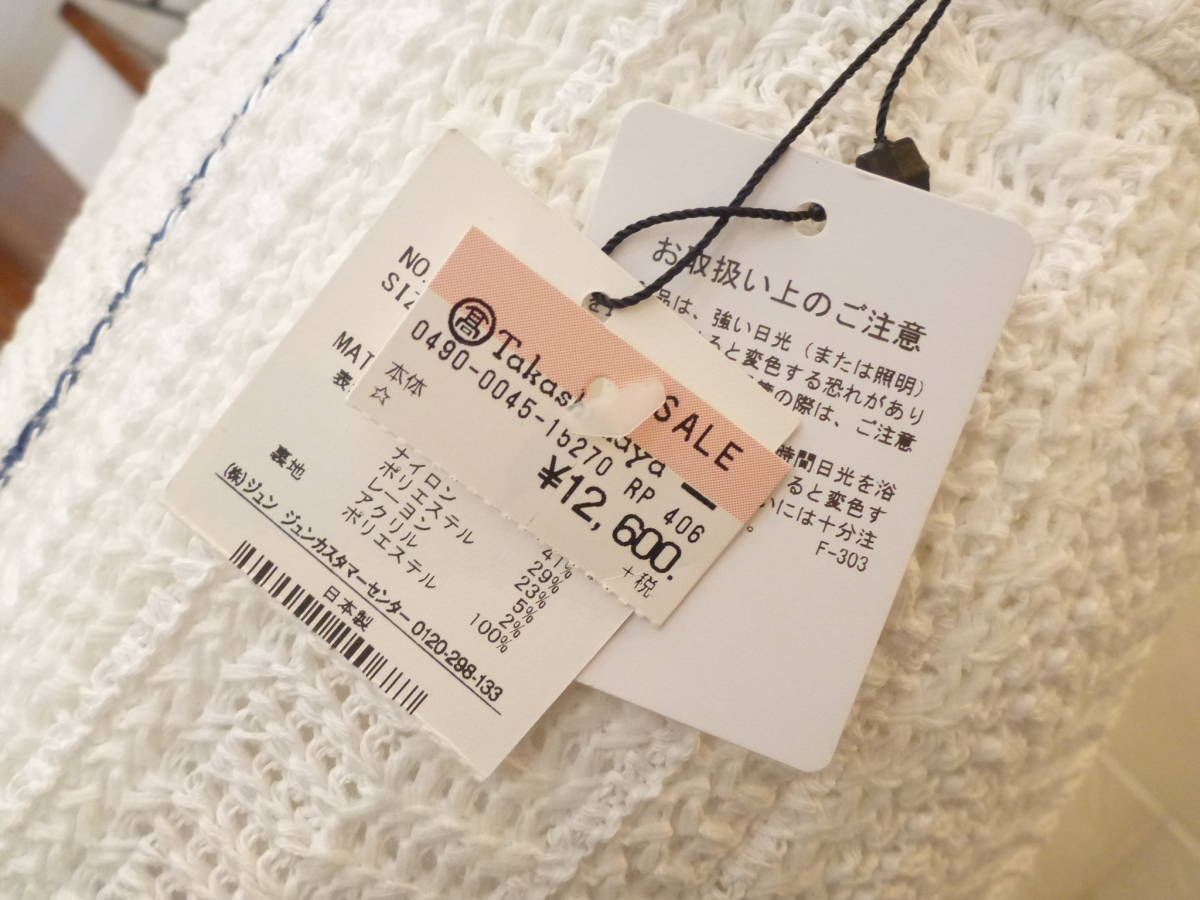 NO.
SIZ
MAT
表
裏地
ナイロン 41%
ポリエステル 29%
レーヨン 23%
アクリル 5%
ポリエステル 2%
100%
(株)ジュン ジュンカスタマーセンター 0120-298-133
日本製
SALE
高 Takashimaya
0490-0045-15270 RP 406
本体 ¥12,600.
☆ +税
お取扱い上のご注意
品は、強い日光(または照明)
ると変色する恐れがあり
の際は、ご注意
時間日光を浴
ると変色す
には十分注
F-303